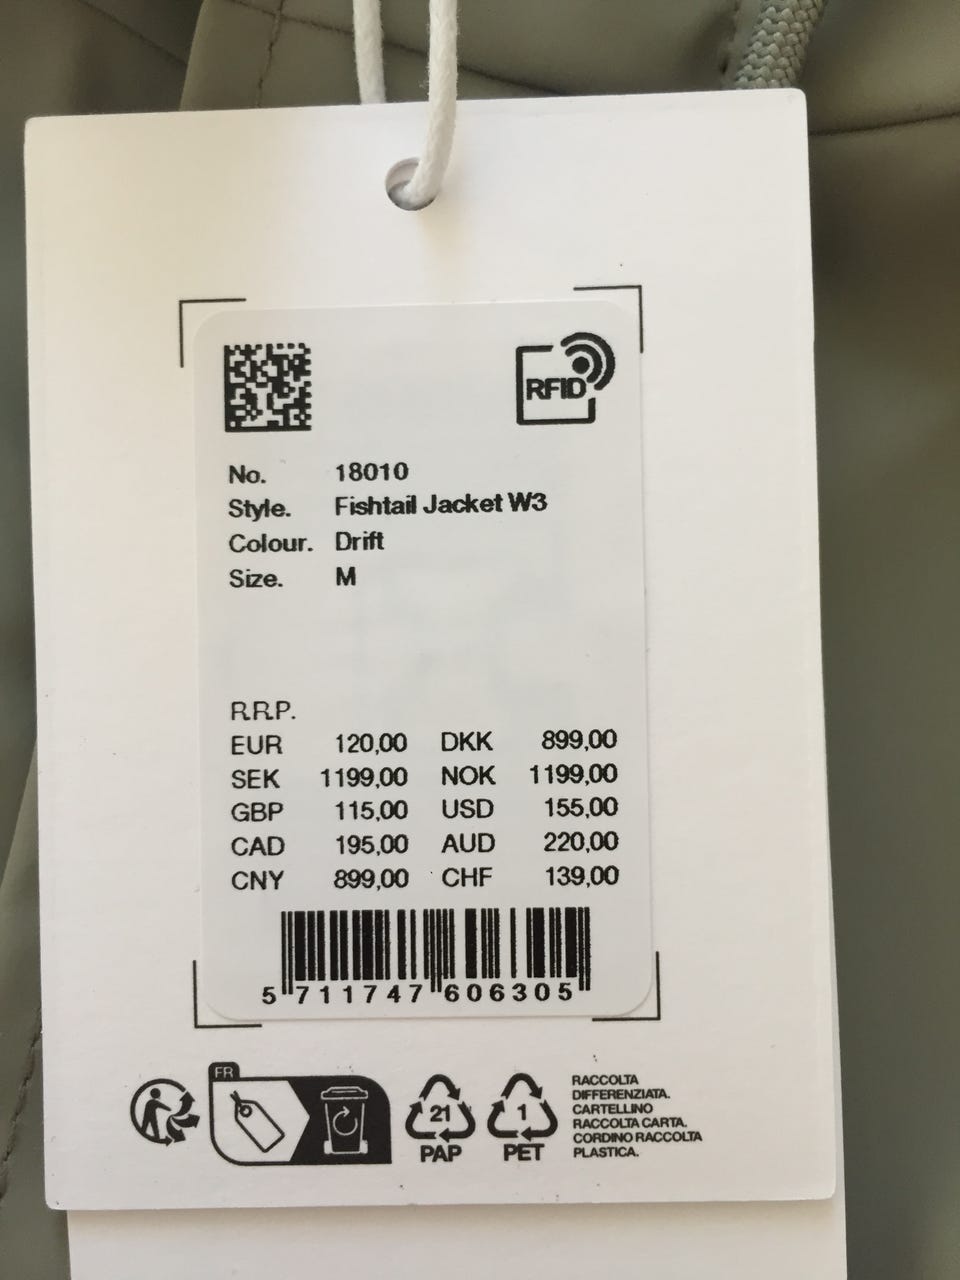 RFID
No. 18010
Style. Fishtail Jacket W3
Colour. Drift
Size. M
R.R.P.
EUR 120,00 DKK 899,00
SEK 1199,00 NOK 1199,00
GBP 115,00 USD 155,00
CAD 195,00 AUD 220,00
CNY 899,00 CHF 139,00
5 711747 606305
FR
21
PAP
1
PET
RACCOLTA
DIFFERENZIATA.
CARTELLINO
RACCOLTA CARTA.
CORDINO RACCOLTA
PLASTICA.